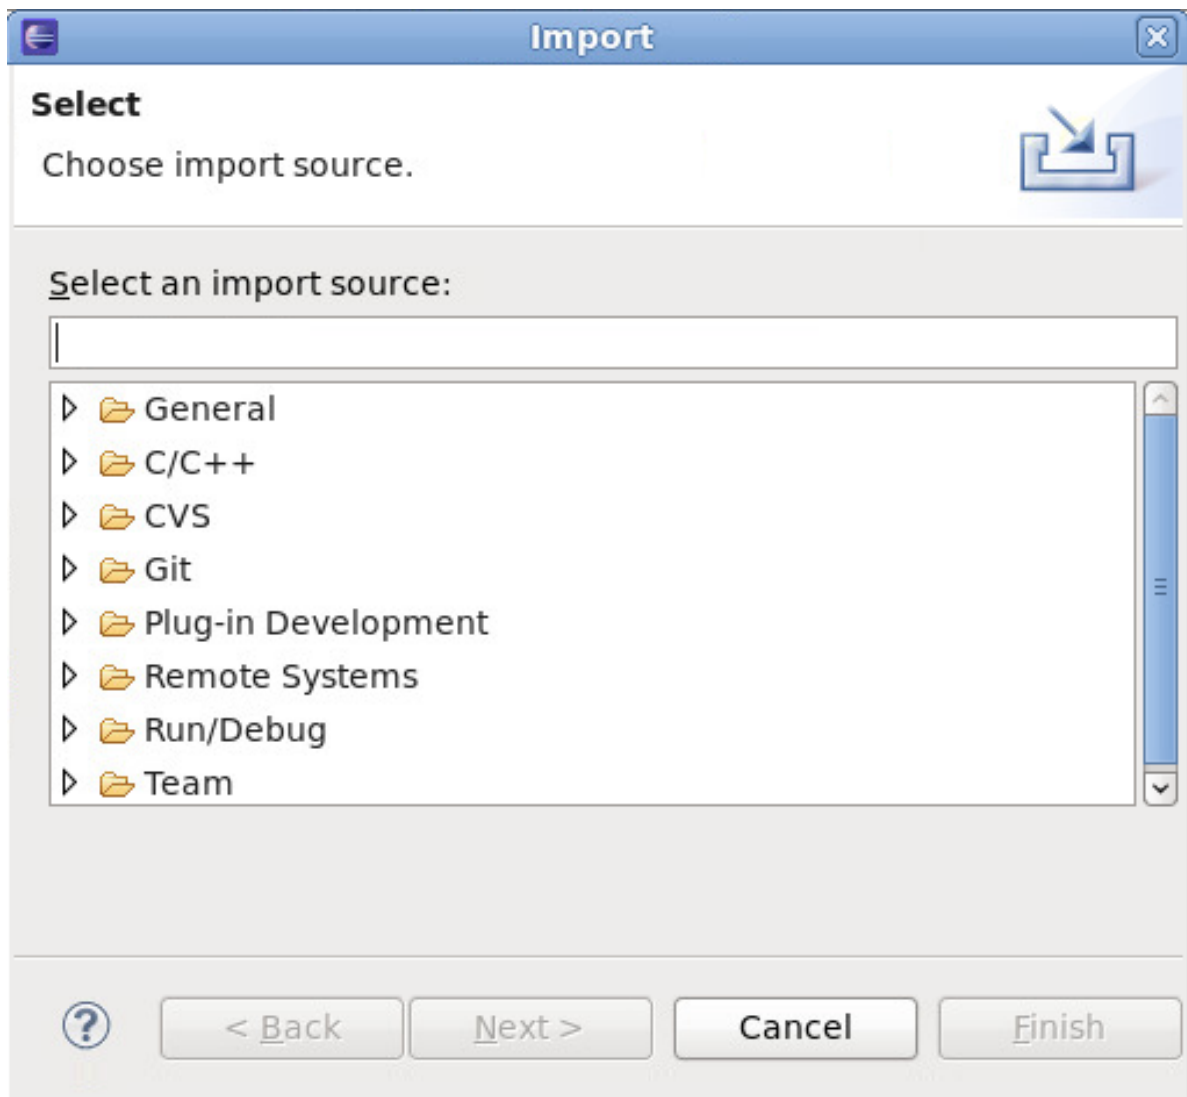 Import
Select
Choose import source.
Select an import source:
General
C/C++
CVS
Git
Plug-in Development
Remote Systems
Run/Debug
Team
?
< Back
Next >
Cancel
Finish